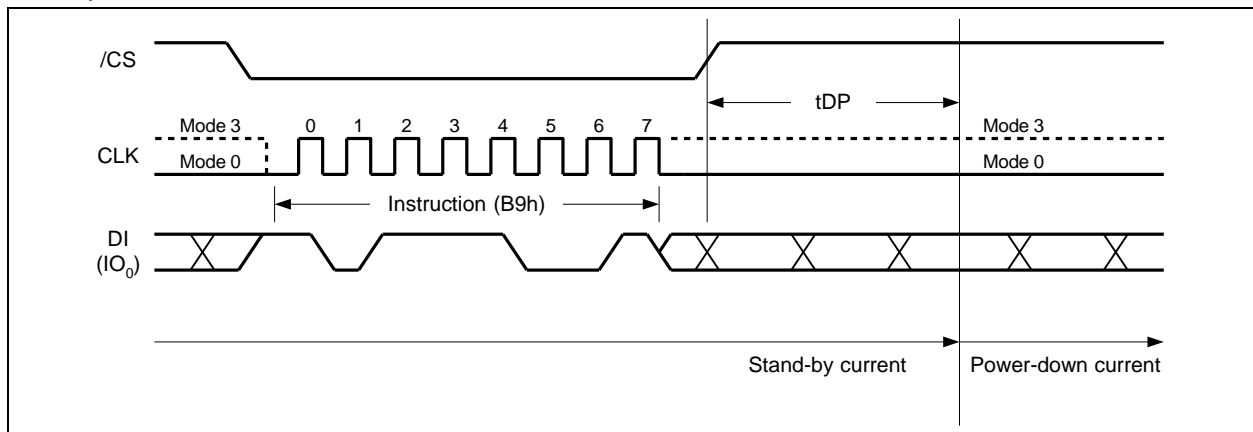 /CS
tDP
Mode 3 0 1 2 3 4 5 6 7 Mode 3
CLK
Mode 0 Mode 0
Instruction (B9h)
DI
(IO0)
Stand-by current Power-down current